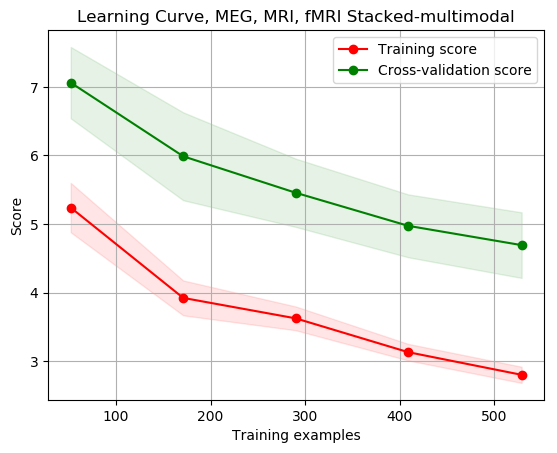 Learning Curve, MEG, MRI, fMRI Stacked-multimodal
Training score
Cross-validation score
7
6
5
4
3
Score
100 200 300 400 500
Training examples